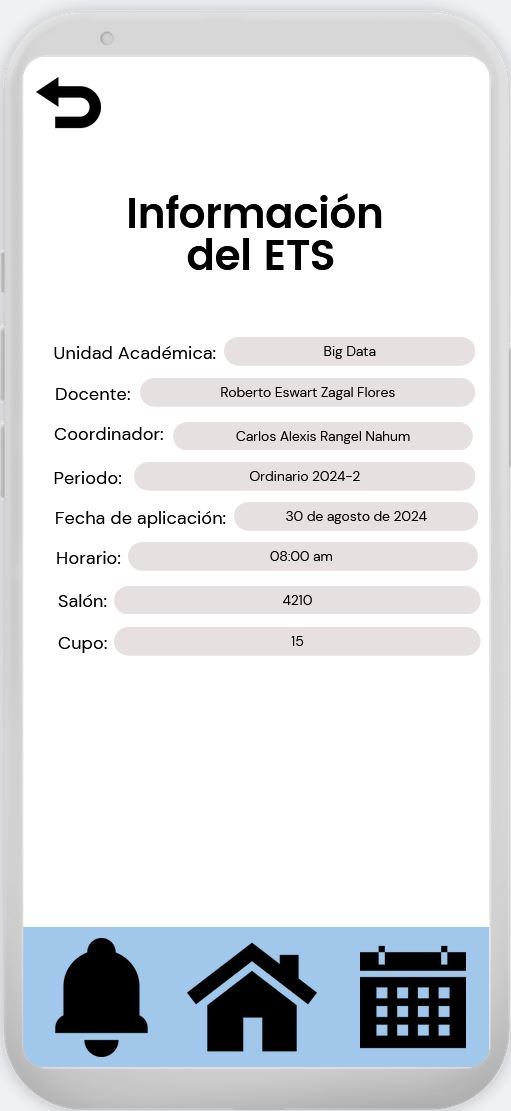 Información
del ETS
Unidad Académica: Big Data
Docente: Roberto Eswart Zagal Flores
Coordinador: Carlos Alexis Rangel Nahum
Periodo: Ordinario 2024-2
Fecha de aplicación: 30 de agosto de 2024
Horario: 08:00 am
Salón: 4210
Cupo: 15